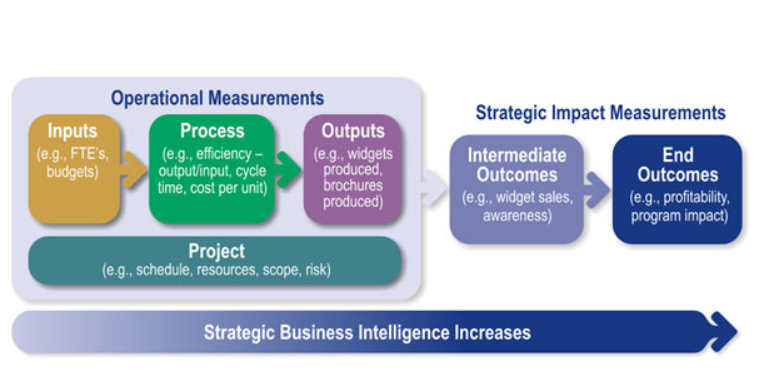 Operational Measurements
Inputs
(e.g., FTE's,
budgets)
Process
(e.g., efficiency –
output/input, cycle
time, cost per unit)
Outputs
(e.g., widgets
produced,
brochures
produced)
Project
(e.g., schedule, resources, scope, risk)
Strategic Impact Measurements
Intermediate
Outcomes
(e.g., widget sales,
awareness)
End
Outcomes
(e.g., profitability,
program impact)
Strategic Business Intelligence Increases